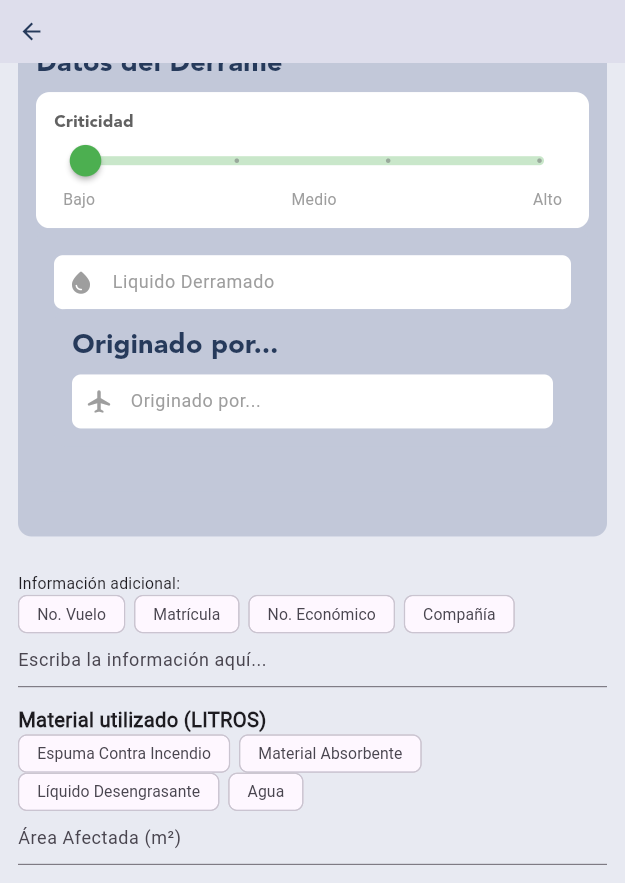 Datos del Derrame
Criticidad
Bajo Medio Alto
Liquido Derramado
Originado por...
Originado por...
Información adicional:
No. Vuelo Matrícula No. Económico Compañía
Escriba la información aquí...
Material utilizado (LITROS)
Espuma Contra Incendio Material Absorbente
Líquido Desengrasante Agua
Área Afectada (m²)